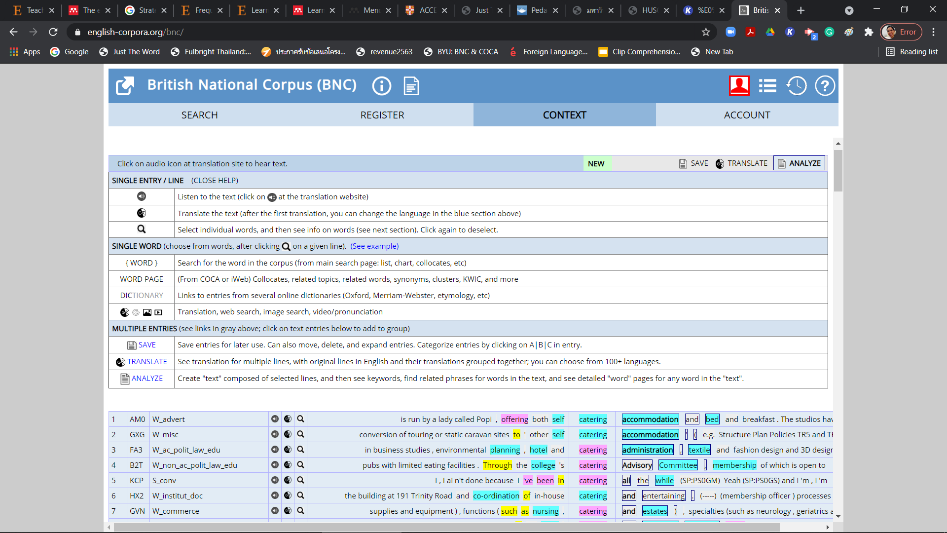 Teach
The e
Strate
Freq
Learn
Learn
Men
ACCI
Just
Peda
มหาวิ
HUSO
%E0%
Britis
english-corpora.org/bnc/
Error
Apps Google Just The Word Fulbright Thailand:... ประกาศรับสมัครสอบโคร... revenue2563 BYU: BNC & COCA Foreign Language... Clip Comprehensio... New Tab Reading list
British National Corpus (BNC)
SEARCH REGISTER CONTEXT ACCOUNT
Click on audio icon at translation site to hear text. NEW SAVE TRANSLATE ANALYZE
SINGLE ENTRY / LINE (CLOSE HELP)
Listen to the text (click on at the translation website)
Translate the text (after the first translation, you can change the language in the blue section above)
Select individual words, and then see info on words (see next section). Click again to deselect.
SINGLE WORD (choose from words, after clicking on a given line). (See example)
( WORD ) Search for the word in the corpus (from main search page: list, chart, collocates, etc)
WORD PAGE (From COCA or iWeb) Collocates, related topics, related words, synonyms, clusters, KWIC, and more
DICTIONARY Links to entries from several online dictionaries (Oxford, Merriam-Webster, etymology, etc)
Translation, web search, image search, video/pronunciation
MULTIPLE ENTRIES (see links in gray above; click on text entries below to add to group)
SAVE Save entries for later use. Can also move, delete, and expand entries. Categorize entries by clicking on A|B|C in entry.
TRANSLATE See translation for multiple lines, with original lines in English and their translations grouped together; you can choose from 100+ languages.
ANALYZE Create "text" composed of selected lines, and then see keywords, find related phrases for words in the text, and see detailed "word" pages for any word in the "text".
1 AM0 W_advert is run by a lady called Popi , offering both self catering accommodation and bed and breakfast . The studios hav
2 GXG W_misc conversion of touring or static caravan sites to ' other self catering accommodation ' ( e.g. Structure Plan Policies TR5 and TR
3 FA3 W_ac_polit_law_edu in business studies , environmental planning , hotel and catering administration , textile and fashion design and 3D design
4 B2T W_non_ac_polit_law_edu pubs with limited eating facilities . Through the college 's catering Advisory Committee , membership of which is open to
5 KCP S_conv I , I ain't done because I 've been in catering all the while (SP:PS0GM) Yeah (SP:PS0GS) and I 'm , I 'm
6 HX2 W_institut_doc the building at 191 Trinity Road and co-ordination of in-house catering and entertaining . (-----) (membership officer ) processes
7 GVN W_commerce supplies and equipment ) , functions ( such as nursing , catering and estates ) , specialties (such as neurology , geriatrics a